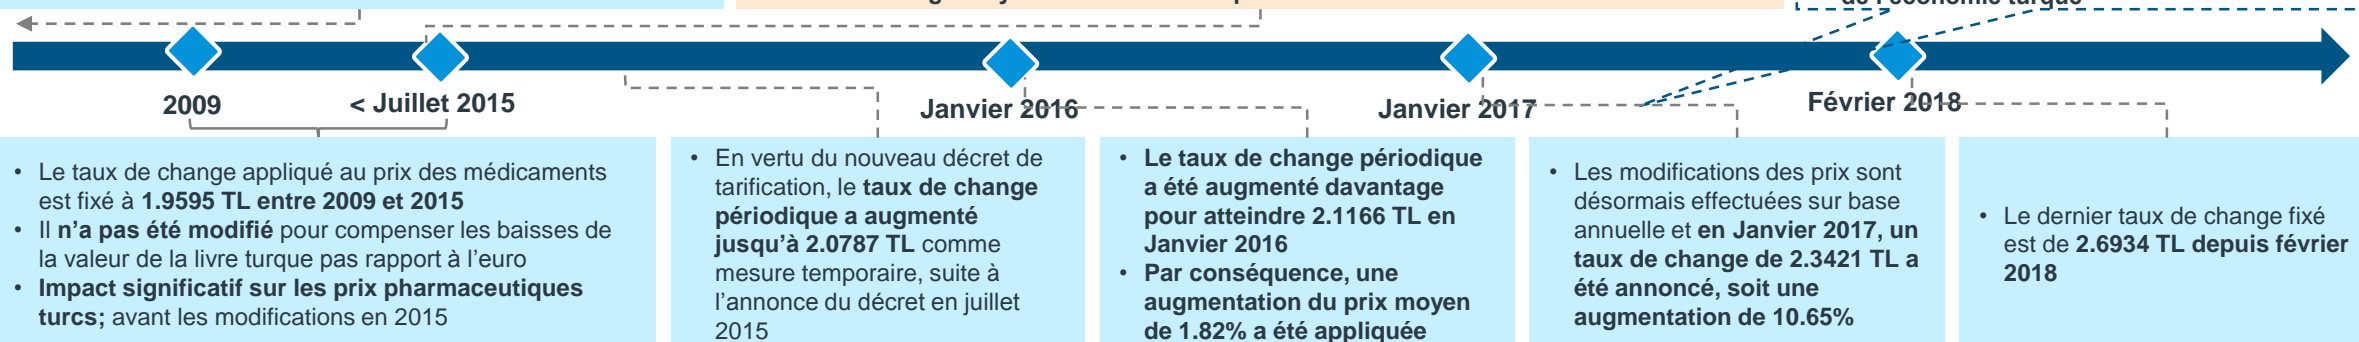 de l'économie turque
2009
< Juillet 2015
Janvier 2016
Janvier 2017
Février 2018
• Le taux de change appliqué au prix des médicaments
est fixé à 1.9595 TL entre 2009 et 2015
• Il n'a pas été modifié pour compenser les baisses de
la valeur de la livre turque pas rapport à l'euro
• Impact significatif sur les prix pharmaceutiques
turcs; avant les modifications en 2015
• En vertu du nouveau décret de
tarification, le taux de change
périodique a augmenté
jusqu'à 2.0787 TL comme
mesure temporaire, suite à
l'annonce du décret en juillet
2015
• Le taux de change périodique
a été augmenté davantage
pour atteindre 2.1166 TL en
Janvier 2016
• Par conséquence, une
augmentation du prix moyen
de 1.82% a été appliquée
• Les modifications des prix sont
désormais effectuées sur base
annuelle et en Janvier 2017, un
taux de change de 2.3421 TL a
été annoncé, soit une
augmentation de 10.65%
• Le dernier taux de change fixé
est de 2.6934 TL depuis février
2018